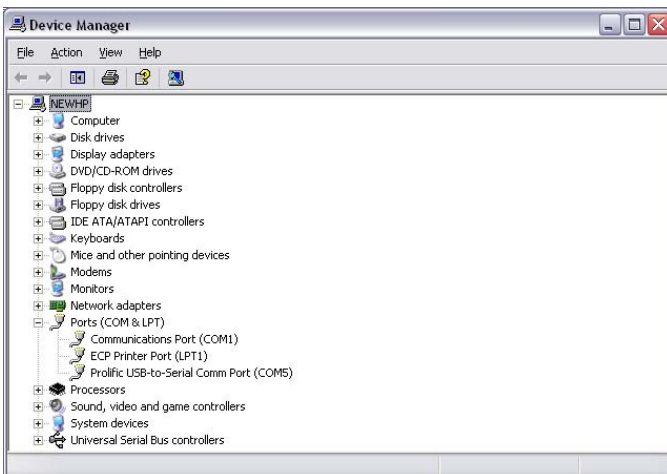 Device Manager
File Action View Help
NEWHP
Computer
Disk drives
Display adapters
DVD/CD-ROM drives
Floppy disk controllers
Floppy disk drives
IDE ATA/ATAPI controllers
Keyboards
Mice and other pointing devices
Modems
Monitors
Network adapters
Ports (COM & LPT)
Communications Port (COM1)
ECP Printer Port (LPT1)
Prolific USB-to-Serial Comm Port (COM5)
Processors
Sound, video and game controllers
System devices
Universal Serial Bus controllers